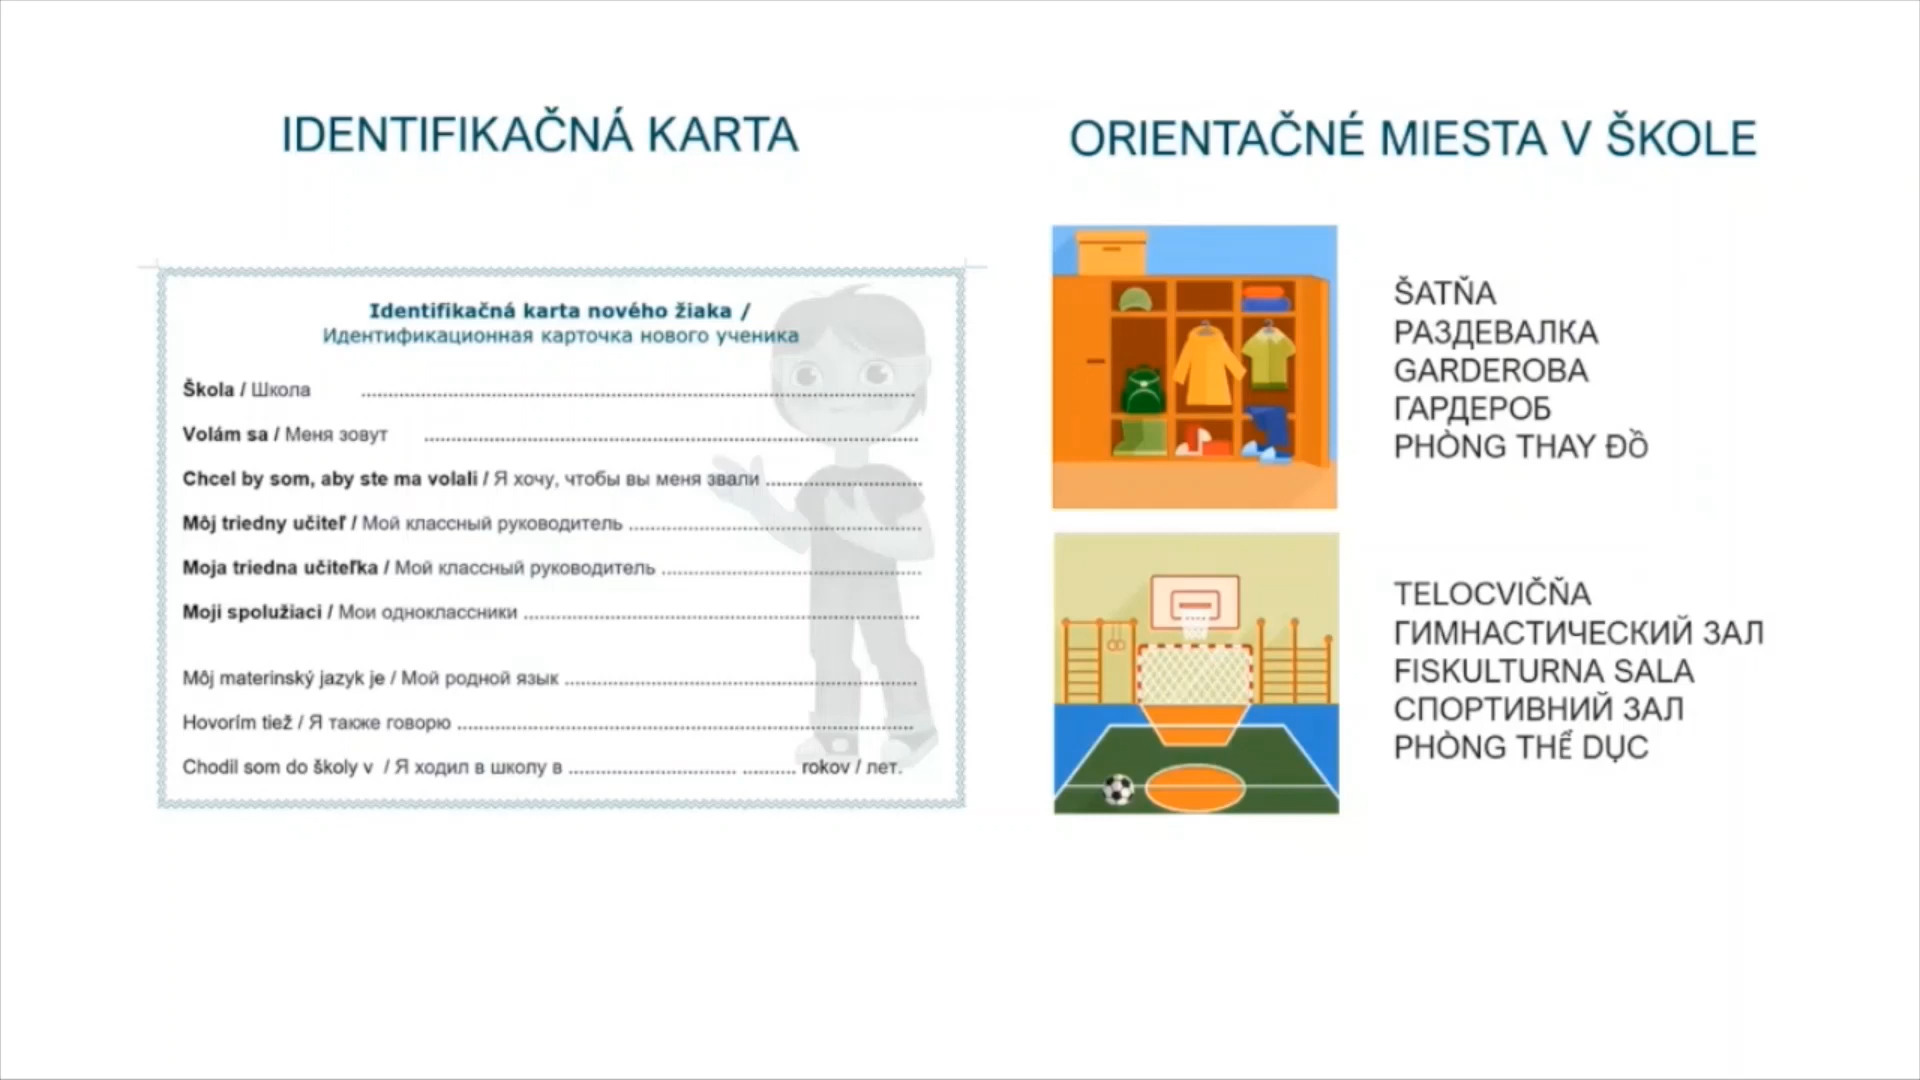 IDENTIFIKAČNÁ KARTA
Identifikačná karta nového žiaka /
Идентификационная карточка нового ученика
Škola / Школа ........................................
Volám sa / Меня зовут ........................................
Chcel by som, aby ste ma volali / Я хочу, чтобы вы меня звали ....................
Môj triedny učiteľ / Мой классный руководитель ..............................
Moja triedna učiteľka / Мой классный руководитель ..............................
Moji spolužiaci / Мои одноклассники ........................................
Môj materinský jazyk je / Мой родной язык ........................................
Hovorím tiež / Я также говорю ........................................
Chodil som do školy v / Я ходил в школу в .............................. .......... rokov / лет.
ORIENTAČNÉ MIESTA V ŠKOLE
ŠATŇA
РАЗДЕВАЛКА
GARDEROBA
ГАРДЕРОБ
PHÒNG THAY ĐỒ
TELOCVIČŇA
ГИМНАСТИЧЕСКИЙ ЗАЛ
FISKULTURNA SALA
СПОРТИВНИЙ ЗАЛ
PHÒNG THỂ DỤC